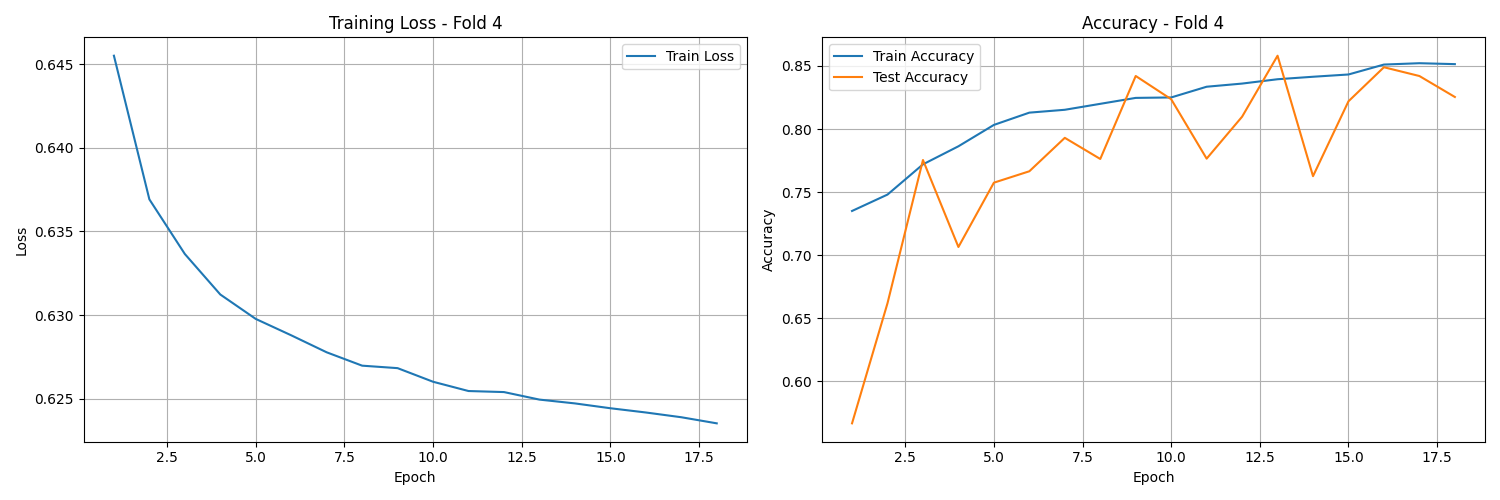 Training Loss - Fold 4
Train Loss
0.645
0.640
0.635
0.630
0.625
Loss
2.5 5.0 7.5 10.0 12.5 15.0 17.5
Epoch
Accuracy - Fold 4
Train Accuracy
Test Accuracy
0.85
0.80
0.75
0.70
0.65
0.60
Accuracy
2.5 5.0 7.5 10.0 12.5 15.0 17.5
Epoch